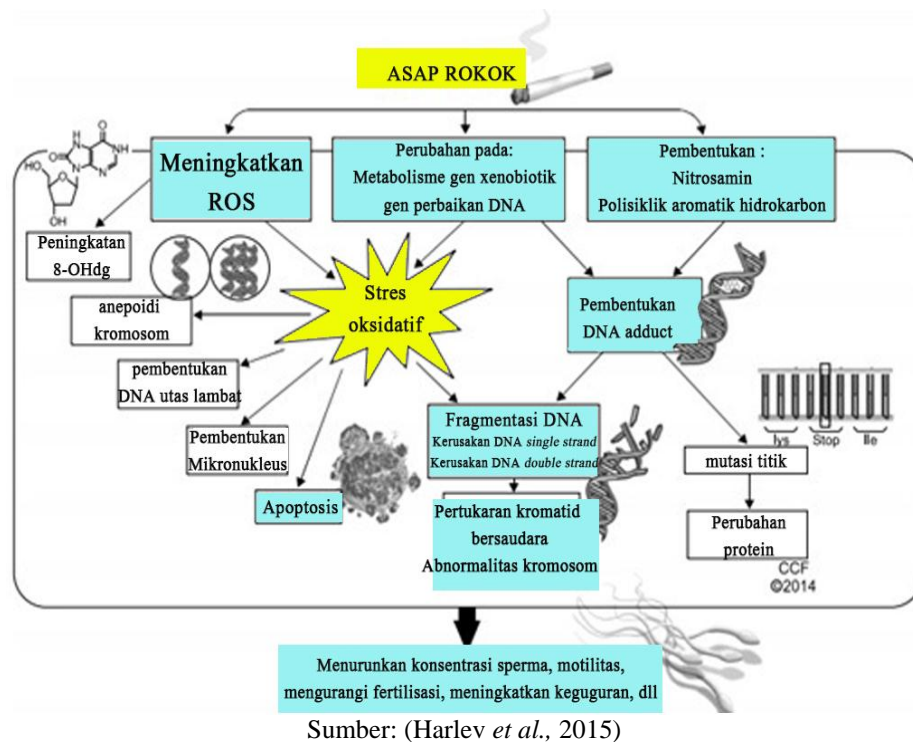 ASAP ROKOK
Meningkatkan
ROS
Perubahan pada:
Metabolisme gen xenobiotik
gen perbaikan DNA
Pembentukan :
Nitrosamin
Polisiklik aromatik hidrokarbon
O
H
N
HN
O
N
N
HO
O
OH
Peningkatan
8-OHdg
anepoidi
kromosom
Stres
oksidatif
Pembentukan
DNA adduct
pembentukan
DNA utas lambat
Pembentukan
Mikronukleus
Apoptosis
Fragmentasi DNA
Kerusakan DNA single strand
Kerusakan DNA double strand
lys Stop Ile
mutasi titik
Pertukaran kromatid
bersaudara
Abnormalitas kromosom
Perubahan
protein
CCF
©2014
Menurunkan konsentrasi sperma, motilitas,
mengurangi fertilisasi, meningkatkan keguguran, dll
Sumber: (Harlev et al., 2015)